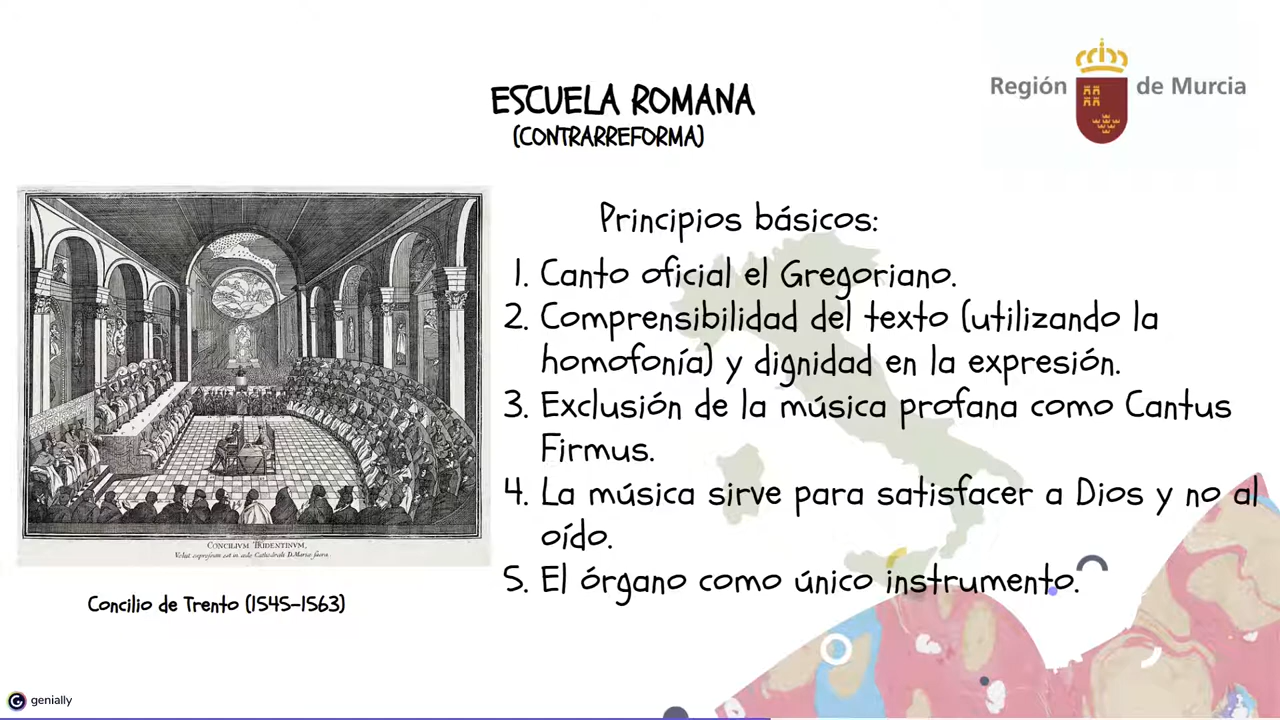 ESCUELA ROMANA
(CONTRARREFORMA)
Región de Murcia
Principios básicos:
1. Canto oficial el Gregoriano.
2. Comprensibilidad del texto (utilizando la
homofonía) y dignidad en la expresión.
3. Exclusión de la música profana como Cantus
Firmus.
4. La música sirve para satisfacer a Dios y no al
oído.
5. El órgano como único instrumento.
CONCILIVM TRIDENTINVM,
Concilio de Trento (1545-1563)
genially